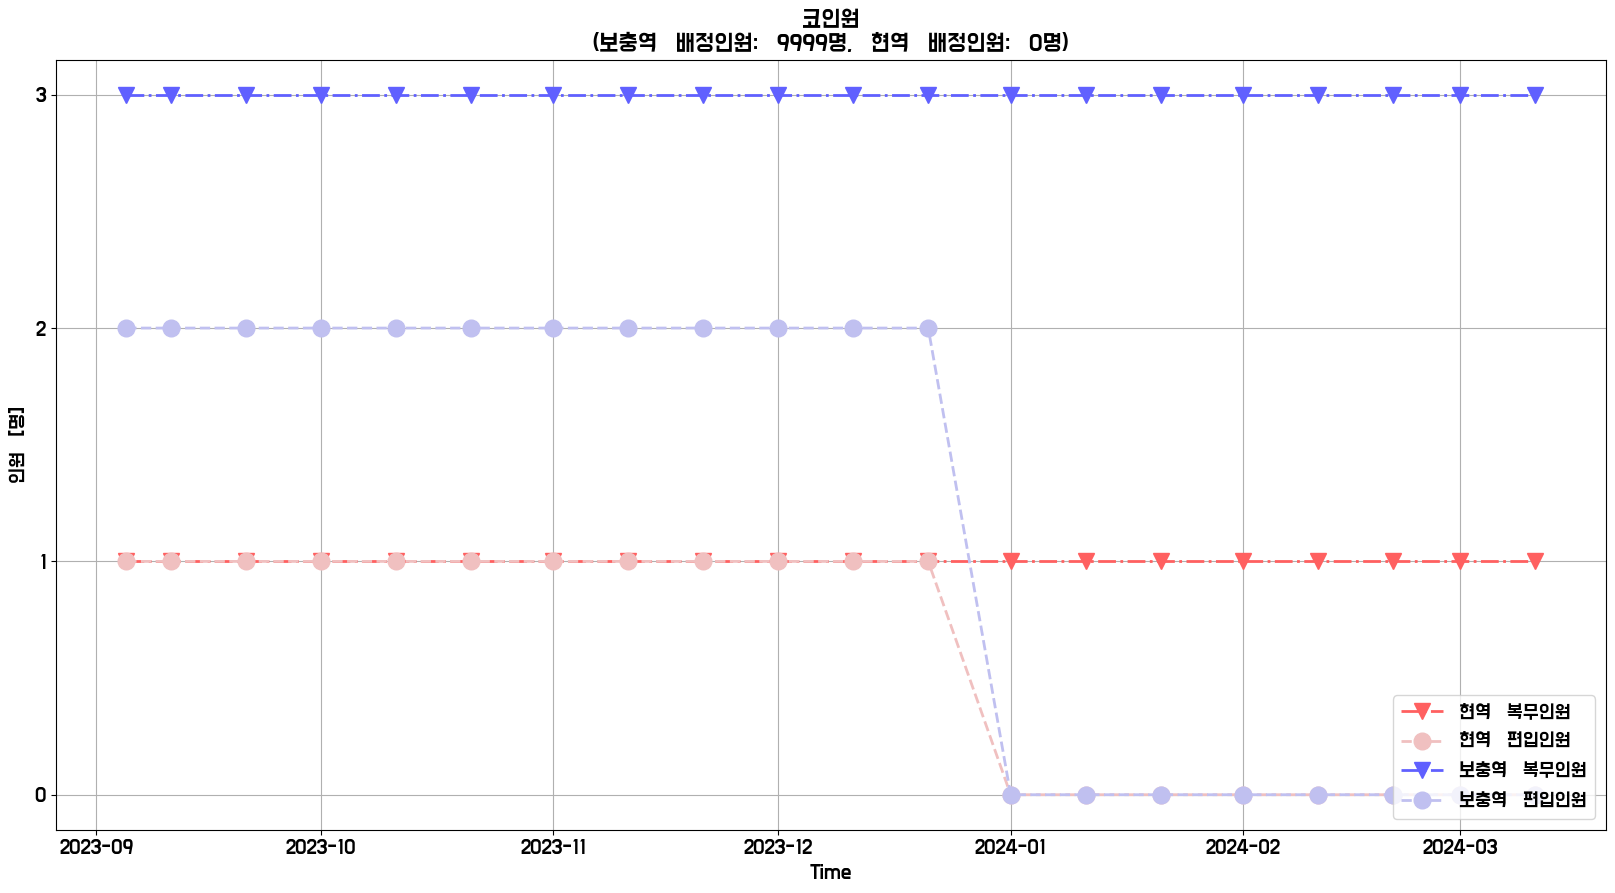 코인원
(보충역 배정인원: 9999명, 현역 배정인원: 0명)
3
2
1
0
인원 [명]
2023-09
2023-10
2023-11
2023-12
2024-01
2024-02
2024-03
Time
현역 복무인원
현역 편입인원
보충역 복무인원
보충역 편입인원